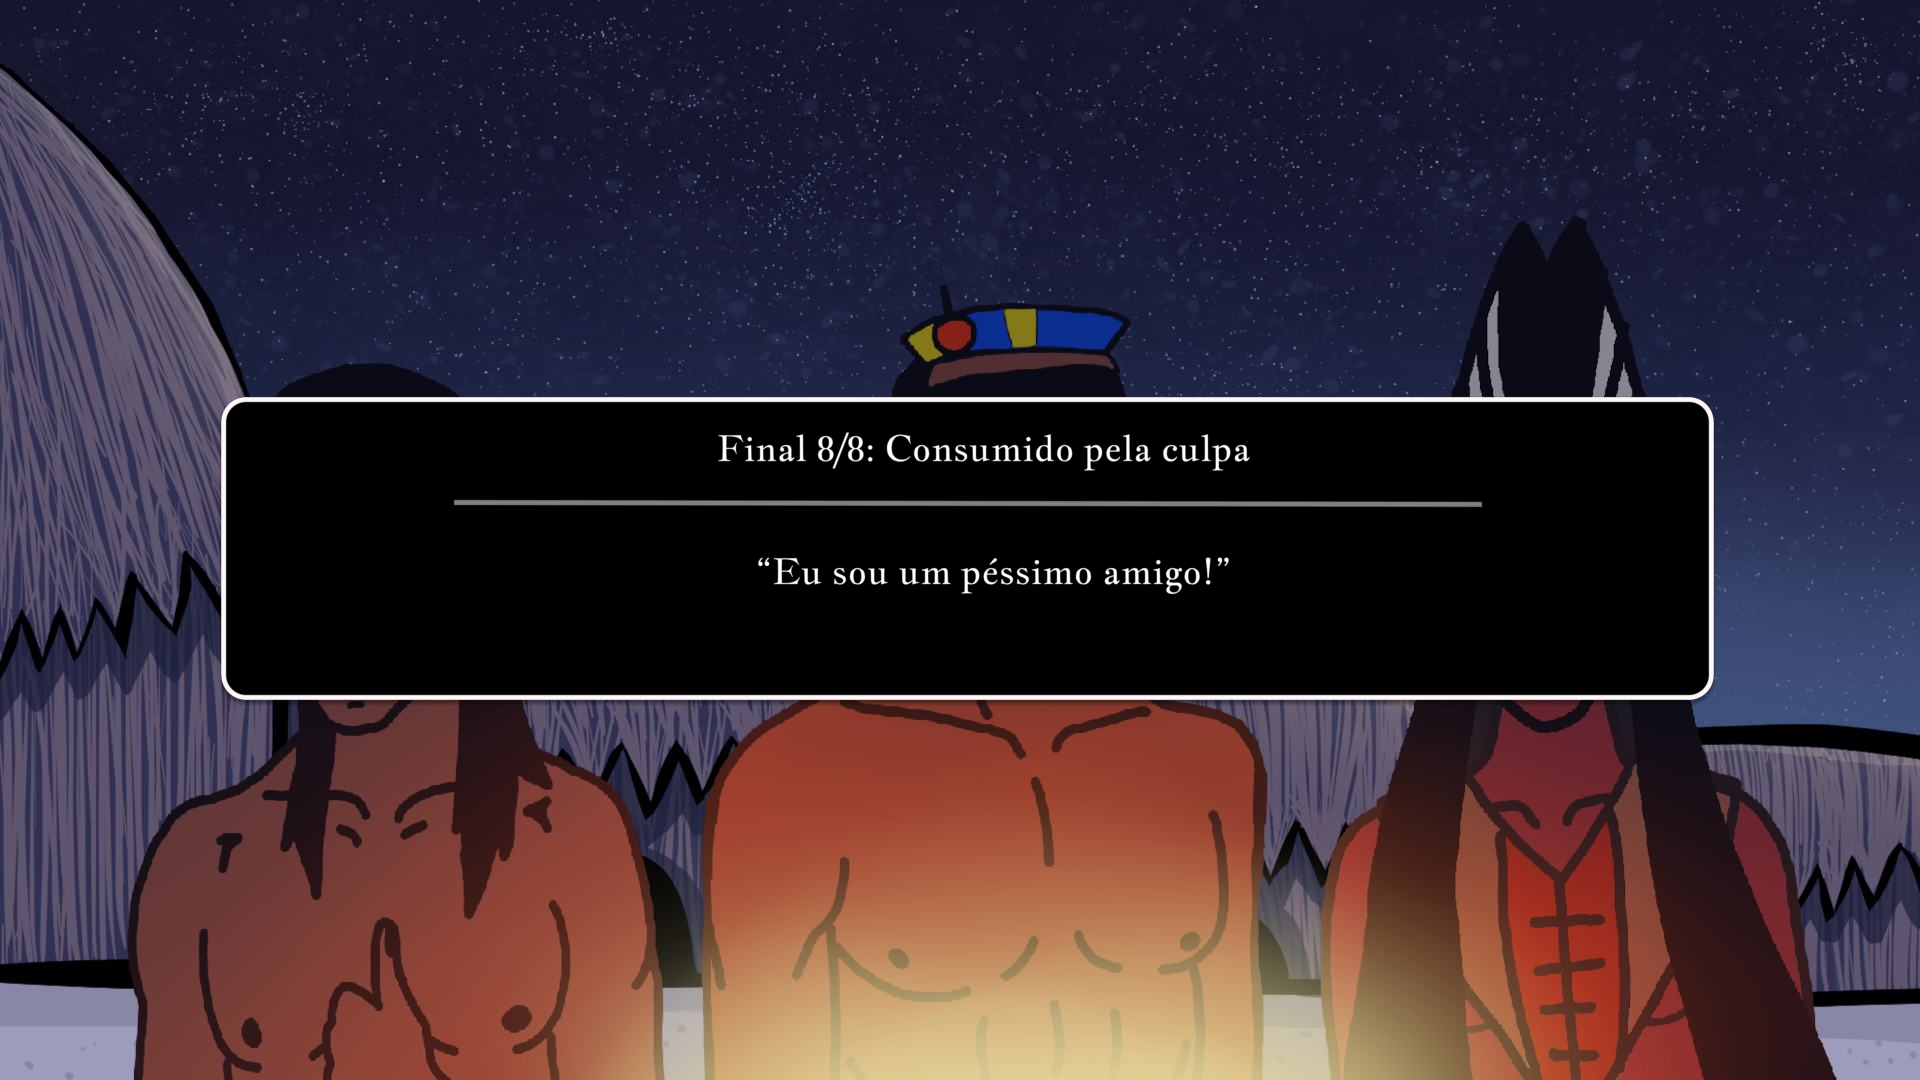 Final 8/8: Consumido pela culpa
“Eu sou um péssimo amigo!”